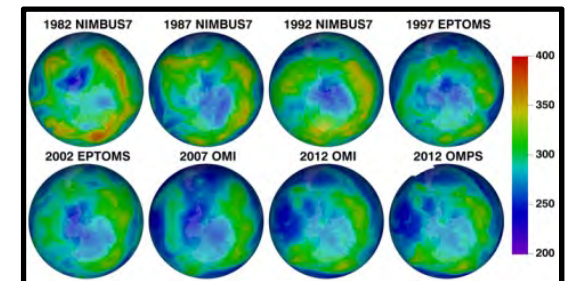 1982 NIMBUS7 1987 NIMBUS7 1992 NIMBUS7 1997 EPTOMS
400
350
300
250
200
2002 EPTOMS 2007 OMI 2012 OMI 2012 OMPS